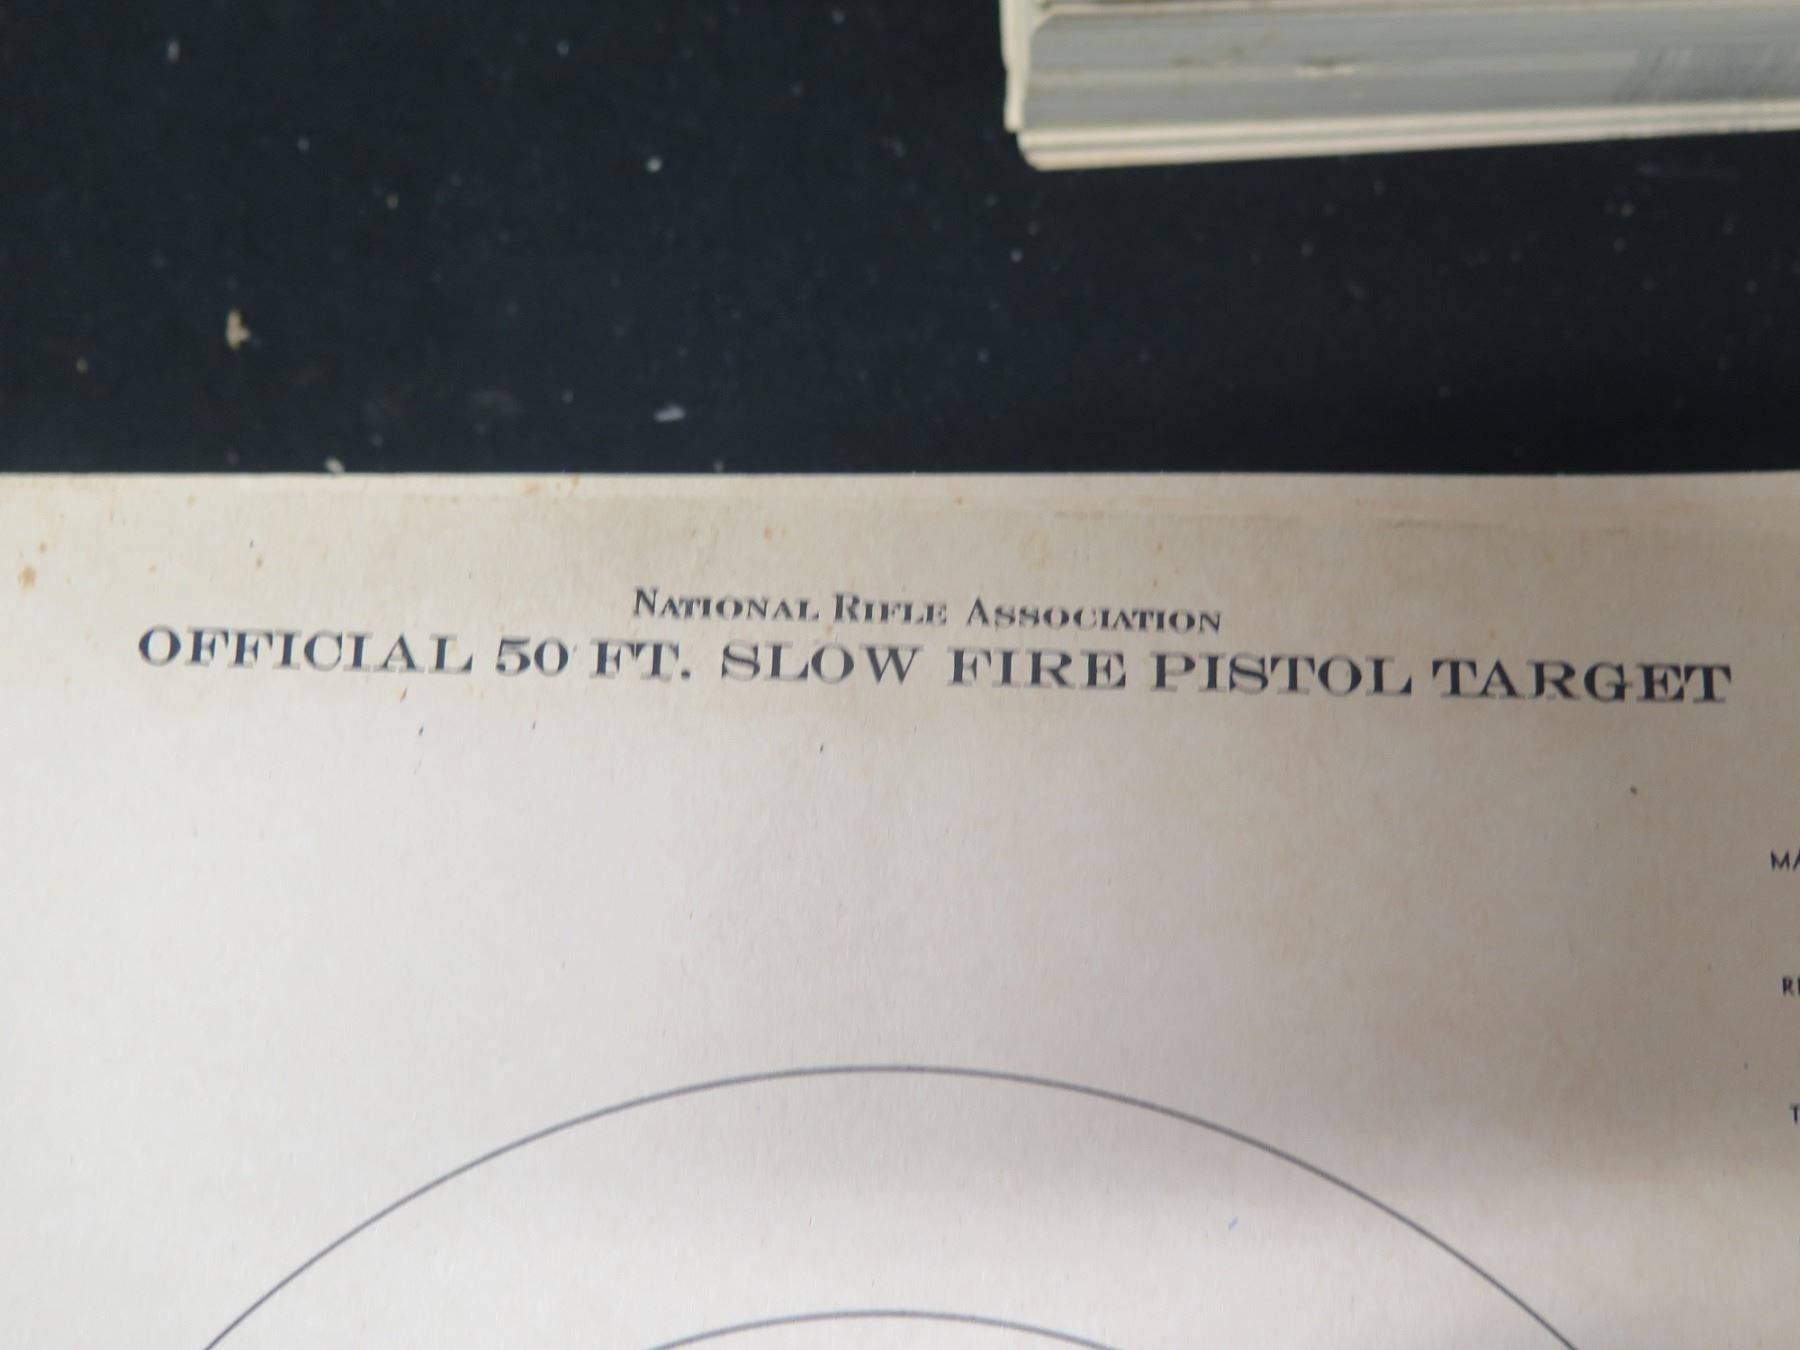 National Rifle Association
OFFICIAL 50 FT. SLOW FIRE PISTOL TARGET